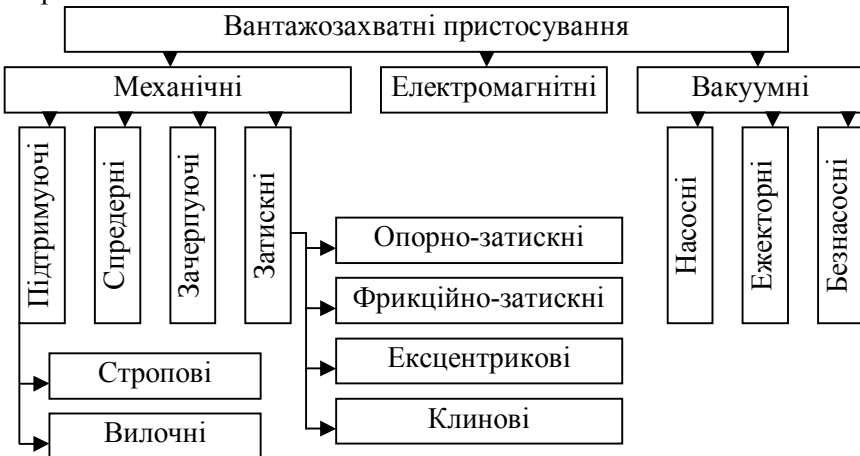 Вантажозахватні пристосування
Механічні
Електромагнітні
Вакуумні
Підтримуючі
Спредерні
Зачерпуючі
Затискні
Насосні
Ежекторні
Безнасосні
Опорно-затискні
Фрикційно-затискні
Ексцентрикові
Клинові
Стропові
Вилочні